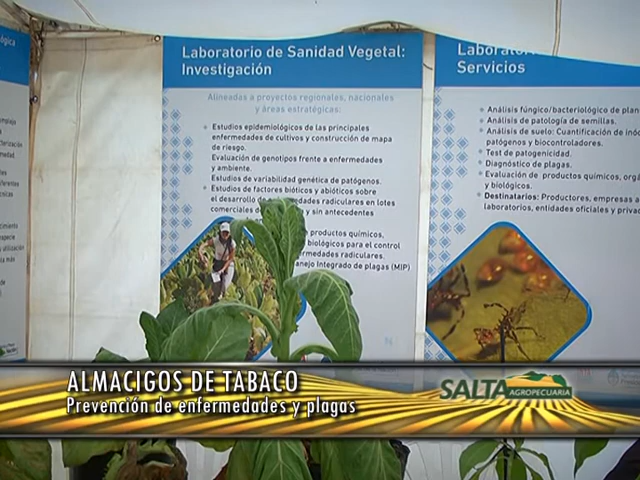 lógica
Laboratorio de Sanidad Vegetal:
Investigación
Alineadas a proyectos regionales, nacionales
y áreas estratégicas:
• Estudios epidemiológicos de las principales
enfermedades de cultivos y construcción de mapa
de riesgo.
Evaluación de genotipos frente a enfermedades
y ambiente.
Estudios de variabilidad genética de patógenos.
• Estudios de factores bióticos y abióticos sobre
el desarrollo de enfermedades radiculares en lotes
comerciales y sin antecedentes
productos químicos,
biológicos para el control
enfermedades radiculares.
Manejo Integrado de plagas (MIP)
Laborator
Servicios
• Análisis fúngico/bacteriológico de plan
• Análisis de patología de semillas.
• Análisis de suelo: Cuantificación de inóc
patógenos y biocontroladores.
• Test de patogenicidad.
• Diagnóstico de plagas.
• Evaluación de productos químicos, orgá
y biológicos.
• Destinatarios: Productores, empresas a
laboratorios, entidades oficiales y priva
ALMACIGOS DE TABACO
Prevención de enfermedades y plagas
SALTA
AGROPECUARIA